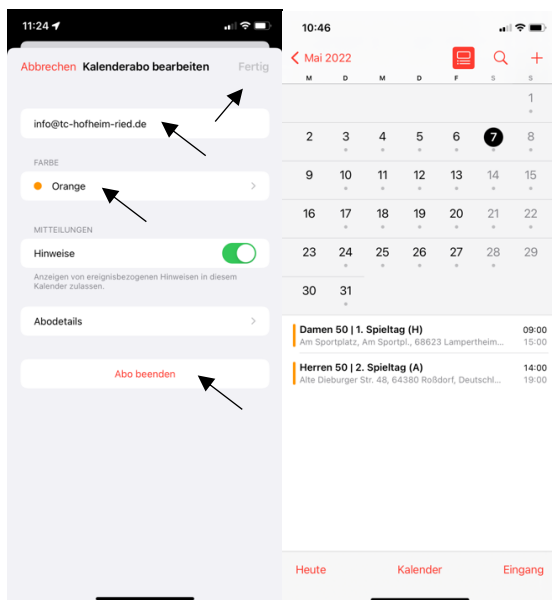 11:24
Abbrechen Kalenderabo bearbeiten Fertig
info@tc-hofheim-ried.de
FARBE
Orange
MITTEILUNGEN
Hinweise
Anzeigen von ereignisbezogenen Hinweisen in diesem
Kalender zulassen.
Abodetails
Abo beenden
10:46
Mai 2022
M D M D F S S
1
2 3 4 5 6 7 8
9 10 11 12 13 14 15
16 17 18 19 20 21 22
23 24 25 26 27 28 29
30 31
Damen 50 | 1. Spieltag (H) 09:00
Am Sportplatz, Am Sportpl., 68623 Lampertheim... 15:00
Herren 50 | 2. Spieltag (A) 14:00
Alte Dieburger Str. 48, 64380 Roßdorf, Deutschl... 19:00
Heute Kalender Eingang